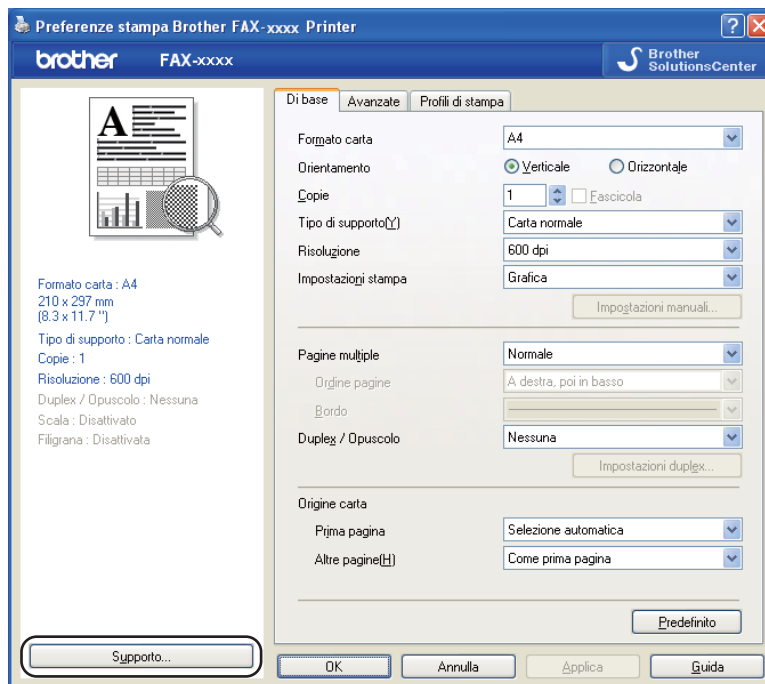 Preferenze stampa Brother FAX-xxxx Printer
brother FAX-xxxx
Brother
SolutionsCenter
A
Formato carta : A4
210 x 297 mm
(8.3 x 11.7 ")
Tipo di supporto : Carta normale
Copie : 1
Risoluzione : 600 dpi
Duplex / Opuscolo : Nessuna
Scala : Disattivato
Filigrana : Disattivata
Supporto...
Di base Avanzate Profili di stampa
Formato carta A4
Orientamento Verticale Orizzontale
Copie 1 Fascicola
Tipo di supporto(Y) Carta normale
Risoluzione 600 dpi
Impostazioni stampa Grafica
Impostazioni manuali...
Pagine multiple Normale
Ordine pagine A destra, poi in basso
Bordo
Duplex / Opuscolo Nessuna
Impostazioni duplex...
Origine carta
Prima pagina Selezione automatica
Altre pagine(H) Come prima pagina
Predefinito
OK Annulla Applica Guida